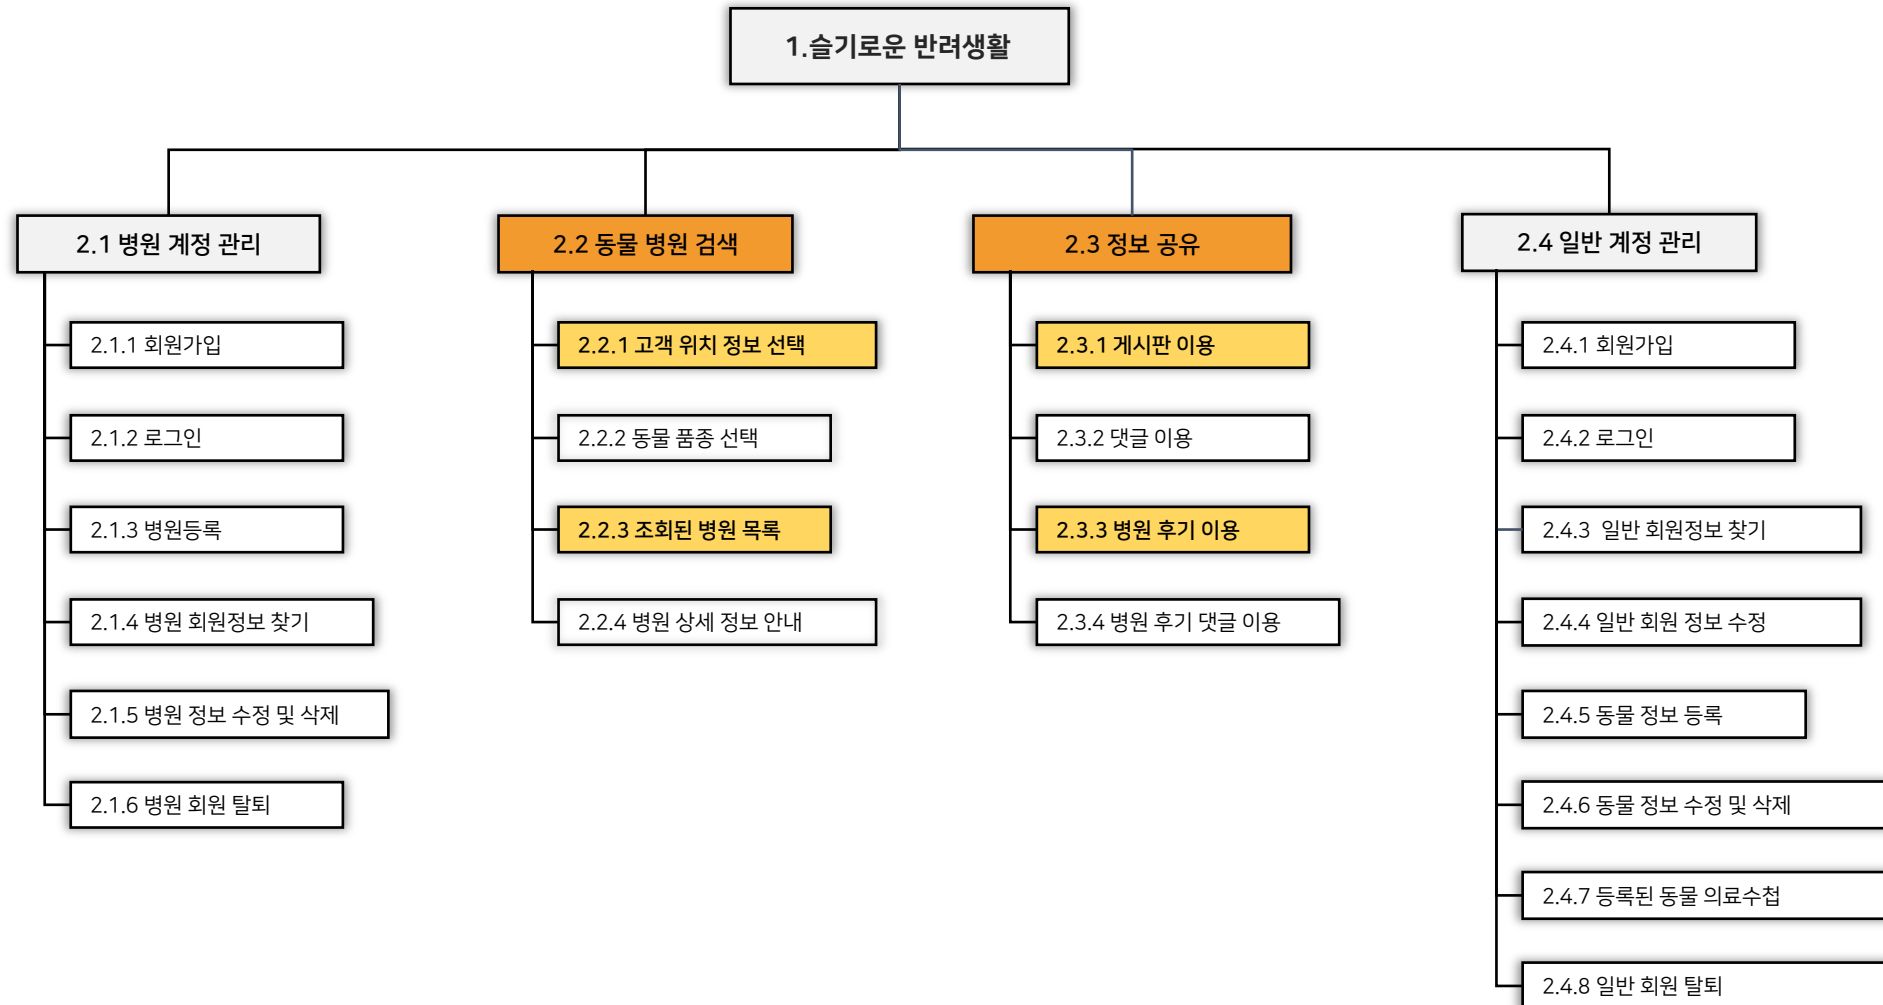 1.슬기로운 반려생활
2.1 병원 계정 관리
2.1.1 회원가입
2.1.2 로그인
2.1.3 병원등록
2.1.4 병원 회원정보 찾기
2.1.5 병원 정보 수정 및 삭제
2.1.6 병원 회원 탈퇴
2.2 동물 병원 검색
2.2.1 고객 위치 정보 선택
2.2.2 동물 품종 선택
2.2.3 조회된 병원 목록
2.2.4 병원 상세 정보 안내
2.3 정보 공유
2.3.1 게시판 이용
2.3.2 댓글 이용
2.3.3 병원 후기 이용
2.3.4 병원 후기 댓글 이용
2.4 일반 계정 관리
2.4.1 회원가입
2.4.2 로그인
2.4.3 일반 회원정보 찾기
2.4.4 일반 회원 정보 수정
2.4.5 동물 정보 등록
2.4.6 동물 정보 수정 및 삭제
2.4.7 등록된 동물 의료수첩
2.4.8 일반 회원 탈퇴